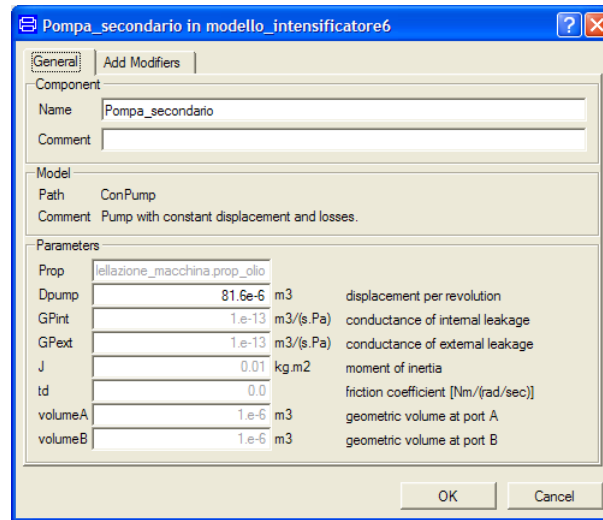 Pompa_secondario in modello_intensificatore6
General Add Modifiers
Component
Name Pompa_secondario
Comment
Model
Path ConPump
Comment Pump with constant displacement and losses.
Parameters
Prop lellazione_macchina.prop_olio
Dpump 81.6e-6 m3 displacement per revolution
GPint 1.e-13 m3/(s.Pa) conductance of internal leakage
GPext 1.e-13 m3/(s.Pa) conductance of external leakage
J 0.01 kg.m2 moment of inertia
td 0.0 friction coefficient [Nm/(rad/sec)]
volumeA 1.e-6 m3 geometric volume at port A
volumeB 1.e-6 m3 geometric volume at port B
OK Cancel